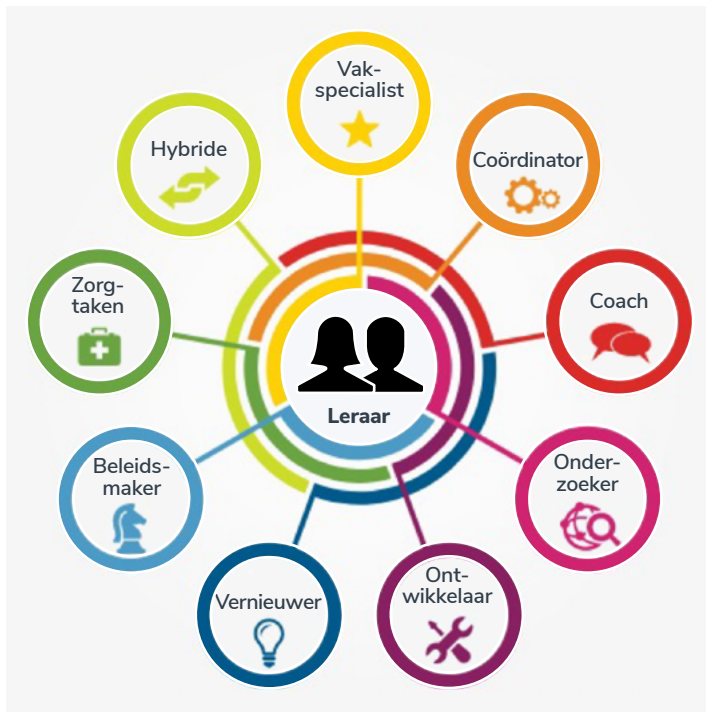 Vak-
specialist
Coördinator
Coach
Onder-
zoeker
Ont-
wikkelaar
Vernieuwer
Beleids-
maker
Zorg-
taken
Hybride
Leraar